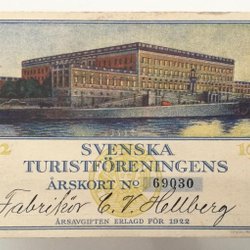 SVENSKA
TURISTFÖRENINGENS
ÅRSKORT Nº 69030
Fabrikör C. V. Hellberg
ÅRSAVGIFTEN ERLAGD FÖR 1922